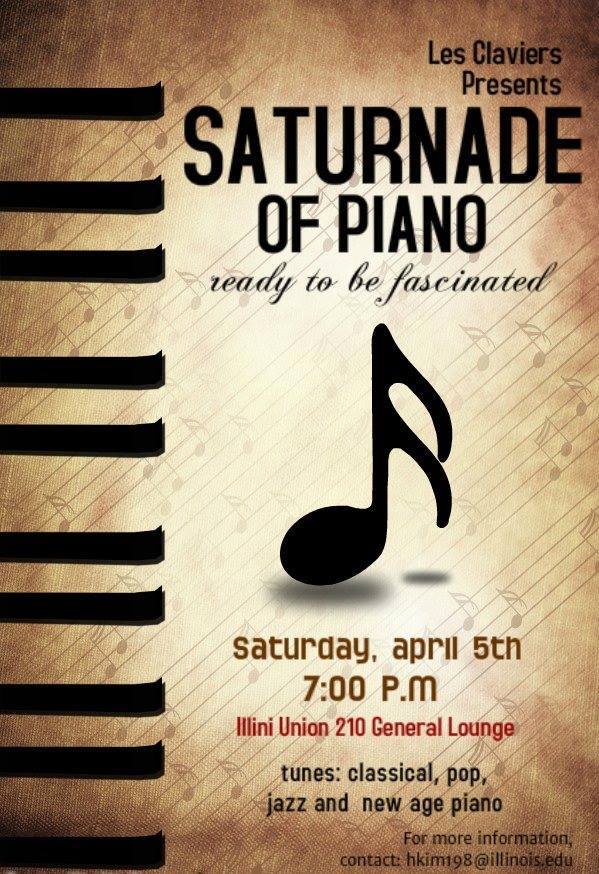 Les Claviers
Presents
SATURNADE
OF PIANO
ready to be fascinated
Saturday, april 5th
7:00 P.M
Illini Union 210 General Lounge
tunes: classical, pop,
jazz and new age piano
For more information,
contact: hkim198@illinois.edu